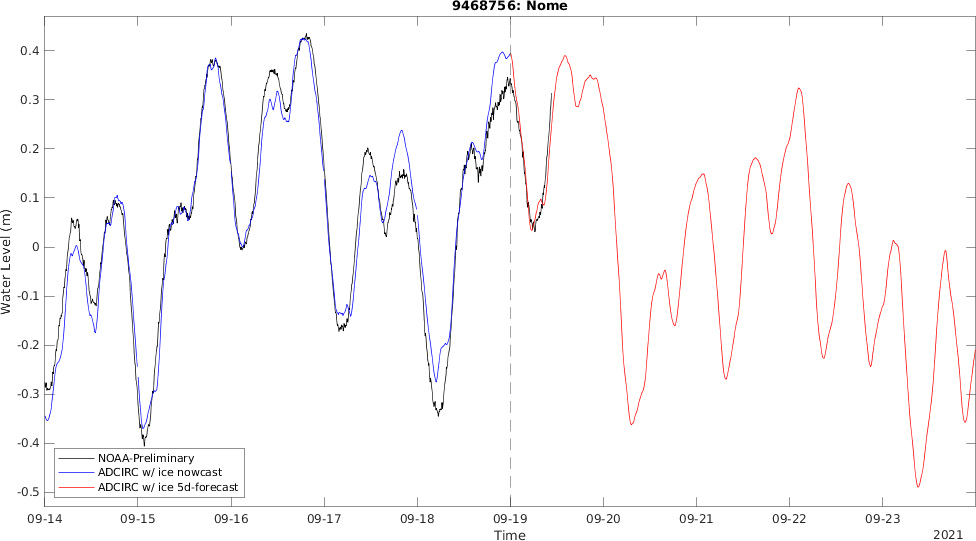 9468756: Nome
0.4
0.3
0.2
0.1
0
-0.1
-0.2
-0.3
-0.4
-0.5
Water Level (m)
NOAA-Preliminary
ADCIRC w/ ice nowcast
ADCIRC w/ ice 5d-forecast
09-14 09-15 09-16 09-17 09-18 09-19 09-20 09-21 09-22 09-23
Time
2021